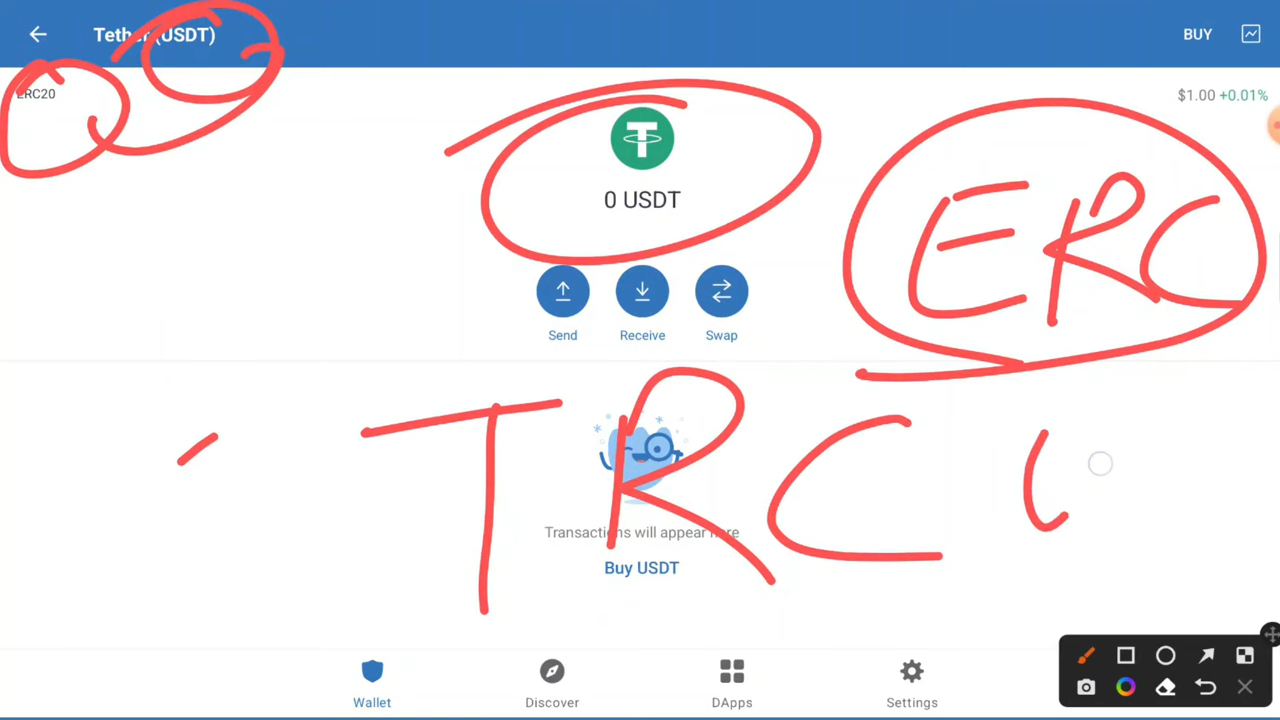 Tether (USDT)
BUY
ERC20
$1.00 +0.01%
0 USDT
ERC
Send
Receive
Swap
TRC
Transactions will appear here
Buy USDT
Wallet
Discover
DApps
Settings